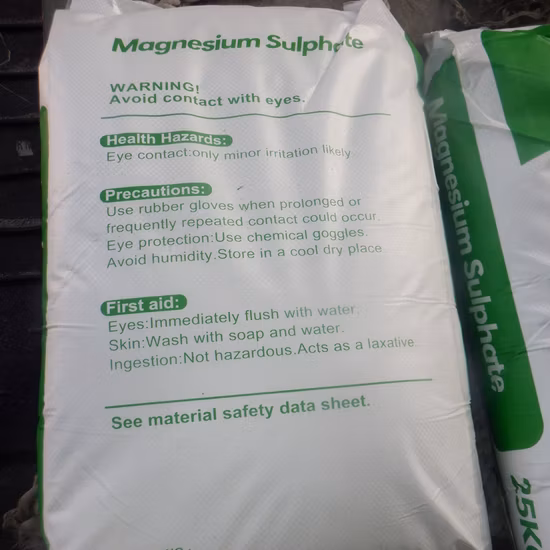 Magnesium Sulphate
WARNING!
Avoid contact with eyes.
Health Hazards:
Eye contact:only minor irritation likely
Precautions:
Use rubber gloves when prolonged or
frequently repeated contact could occur.
Eye protection:Use chemical goggles.
Avoid humidity.Store in a cool dry place
First aid:
Eyes:Immediately flush with water.
Skin:Wash with soap and water.
Ingestion:Not hazardous.Acts as a laxative.
See material safety data sheet.
Magnesium Sulphate